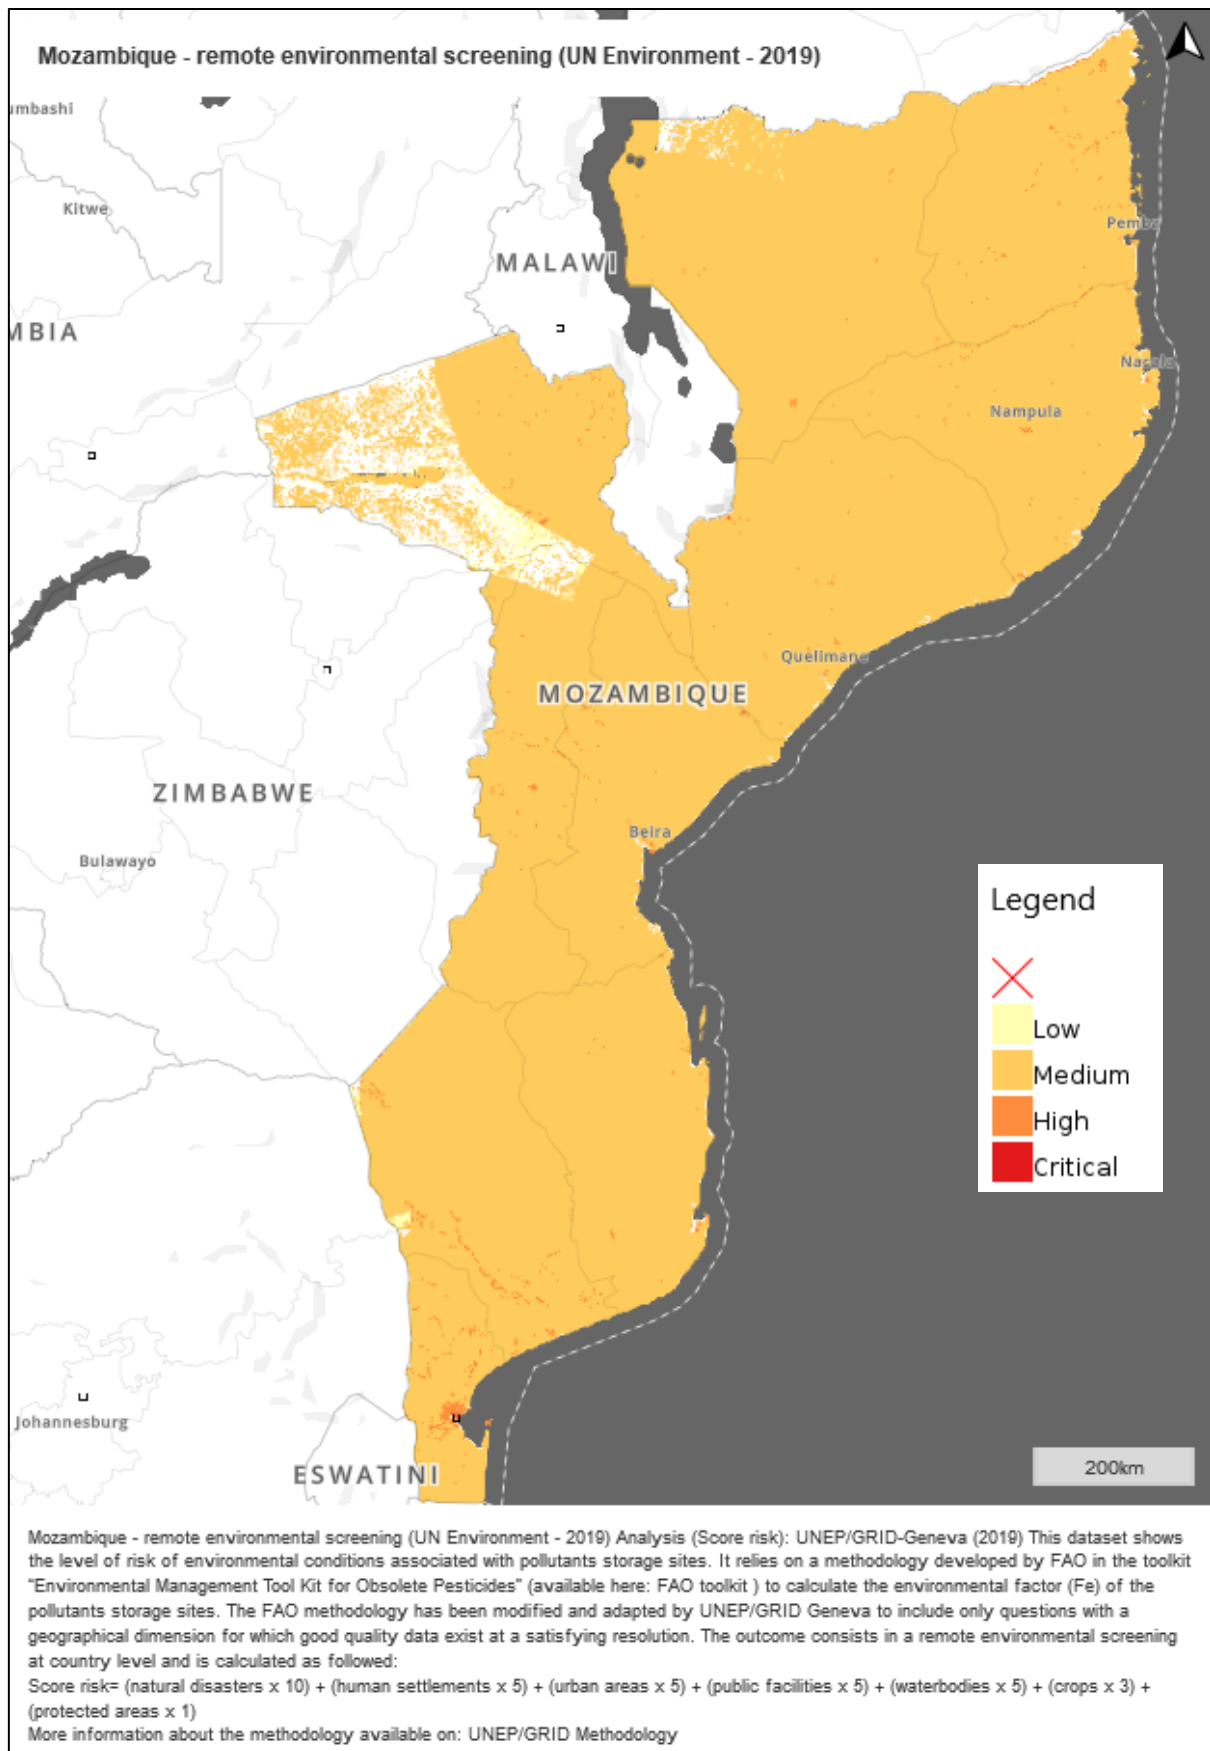 Mozambique - remote environmental screening (UN Environment - 2019)
umbashi
Kitwe
MALAWI
Pemba
MBIA
Nacala
Nampula
Quelimane
MOZAMBIQUE
ZIMBABWE
Beira
Bulawayo
Legend
Low
Medium
High
Critical
Johannesburg
ESWATINI
200km
Mozambique - remote environmental screening (UN Environment - 2019) Analysis (Score risk): UNEP/GRID-Geneva (2019) This dataset shows
the level of risk of environmental conditions associated with pollutants storage sites. It relies on a methodology developed by FAO in the toolkit
"Environmental Management Tool Kit for Obsolete Pesticides" (available here: FAO toolkit ) to calculate the environmental factor (Fe) of the
pollutants storage sites. The FAO methodology has been modified and adapted by UNEP/GRID Geneva to include only questions with a
geographical dimension for which good quality data exist at a satisfying resolution. The outcome consists in a remote environmental screening
at country level and is calculated as followed:
Score risk= (natural disasters x 10) + (human settlements x 5) + (urban areas x 5) + (public facilities x 5) + (waterbodies x 5) + (crops x 3) +
(protected areas x 1)
More information about the methodology available on: UNEP/GRID Methodology